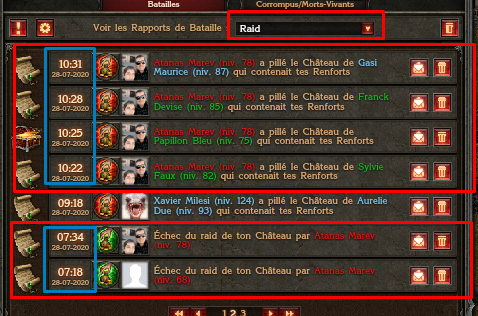 Batailles
Corrompus/Morts-Vivants
Voir les Rapports de Bataille
Raid
10:31
28-07-2020
Atanas Marev (niv. 78) a pillé le Château de Gasi
Maurice (niv. 87) qui contenait tes Renforts
10:28
28-07-2020
Atanas Marev (niv. 78) a pillé le Château de Franck
Devise (niv. 85) qui contenait tes Renforts
10:25
28-07-2020
Atanas Marev (niv. 78) a pillé le Château de
Papillon Bleu (niv. 75) qui contenait tes
Renforts
10:22
28-07-2020
Atanas Marev (niv. 78) a pillé le Château de Sylvie
Faux (niv. 82) qui contenait tes Renforts
09:18
28-07-2020
Xavier Milesi (niv. 124) a pillé le Château de Aurelie
Due (niv. 93) qui contenait tes Renforts
07:34
28-07-2020
Échec du raid de ton Château par Atanas Marev
(niv. 78)
07:18
28-07-2020
Échec du raid de ton Château par Atanas Marev
(niv. 68)
1 2 3